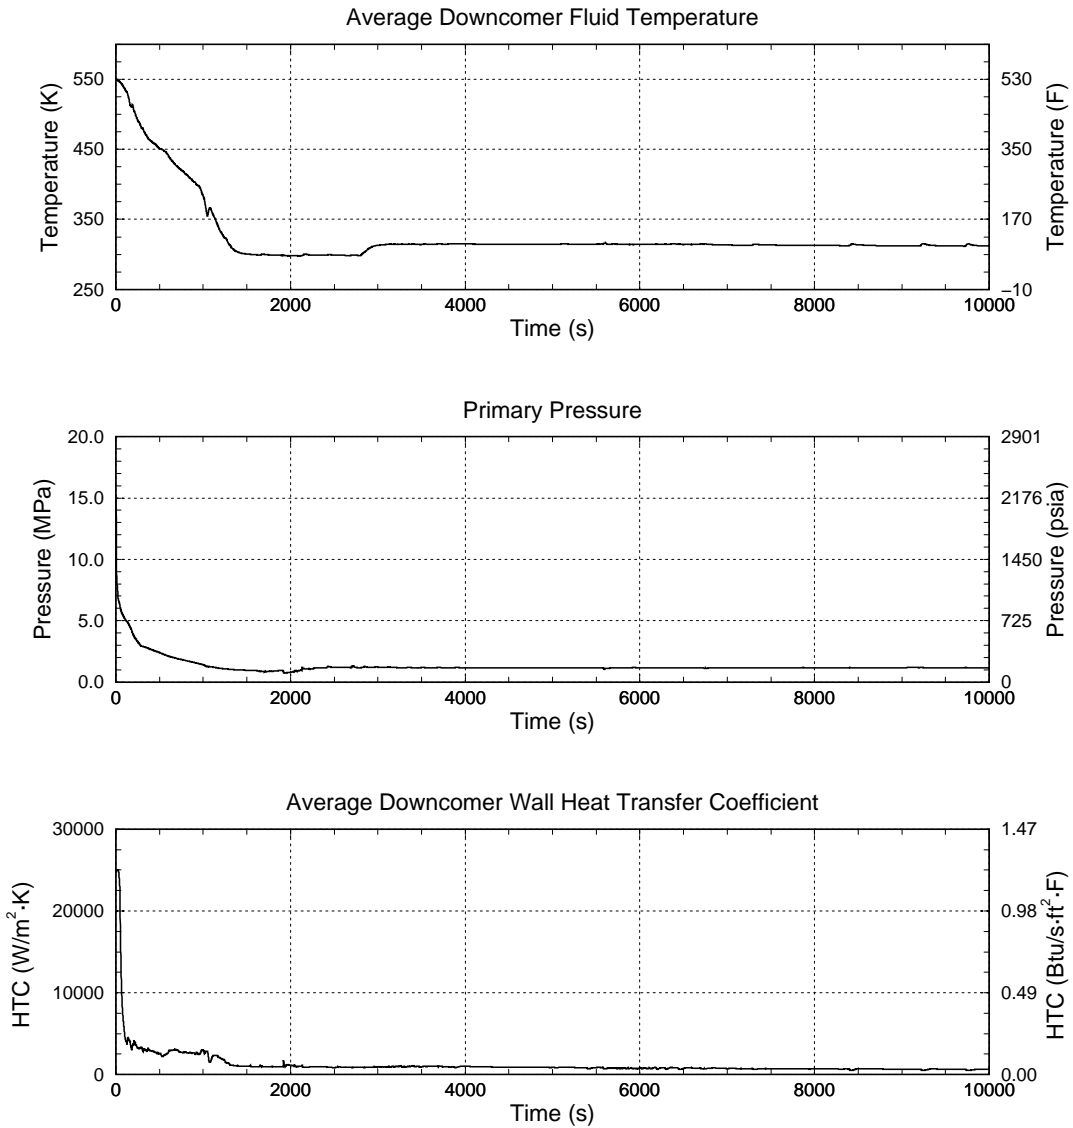 Average Downcomer Fluid Temperature
550
450
350
250
530
350
170
−10
Temperature (K)
Temperature (F)
0 2000 4000 6000 8000 10000
Time (s)
Primary Pressure
20.0
15.0
10.0
5.0
0.0
2901
2176
1450
725
0
Pressure (MPa)
Pressure (psia)
0 2000 4000 6000 8000 10000
Time (s)
Average Downcomer Wall Heat Transfer Coefficient
30000
20000
10000
0
1.47
0.98
0.49
0.00
HTC (W/m²·K)
HTC (Btu/s·ft²·F)
0 2000 4000 6000 8000 10000
Time (s)